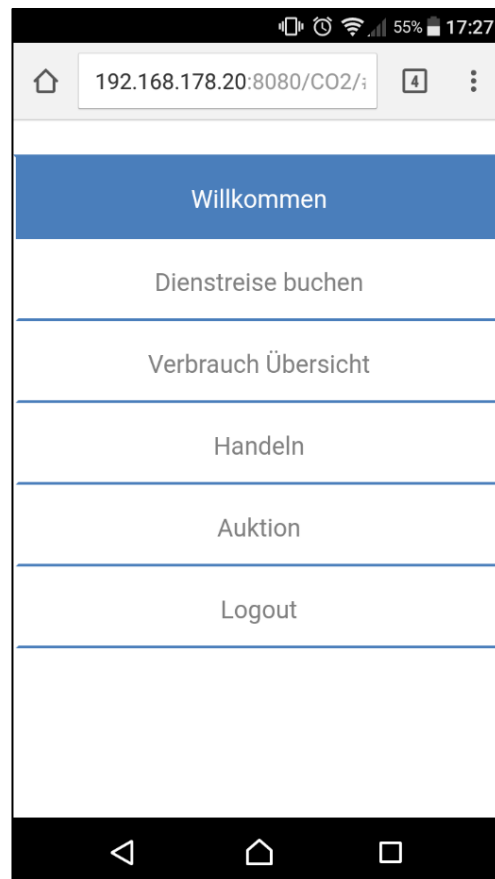 55% 17:27
192.168.178.20:8080/CO2/
4
Willkommen
Dienstreise buchen
Verbrauch Übersicht
Handeln
Auktion
Logout